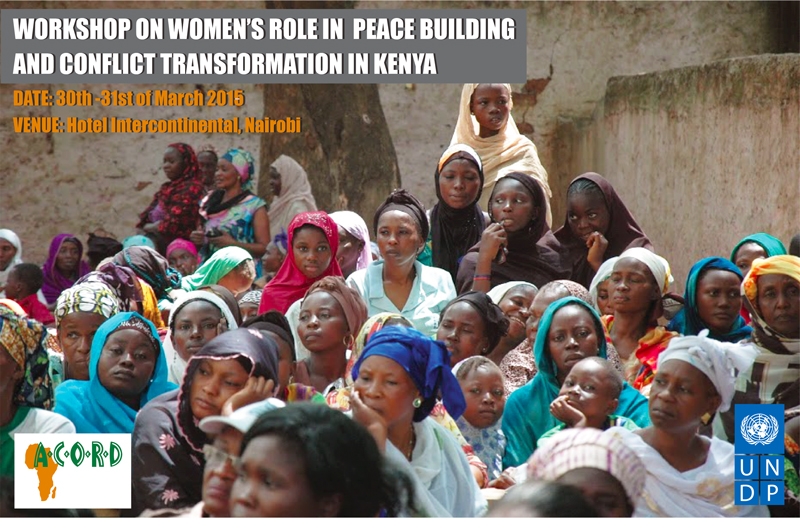 WORKSHOP ON WOMEN'S ROLE IN PEACE BUILDING
AND CONFLICT TRANSFORMATION IN KENYA
DATE: 30th -31st of March 2015
VENUE: Hotel Intercontinental, Nairobi
A•C•O•R•D
U N
D P